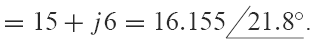 = 15 + j6 = 16.155∠21.8°.